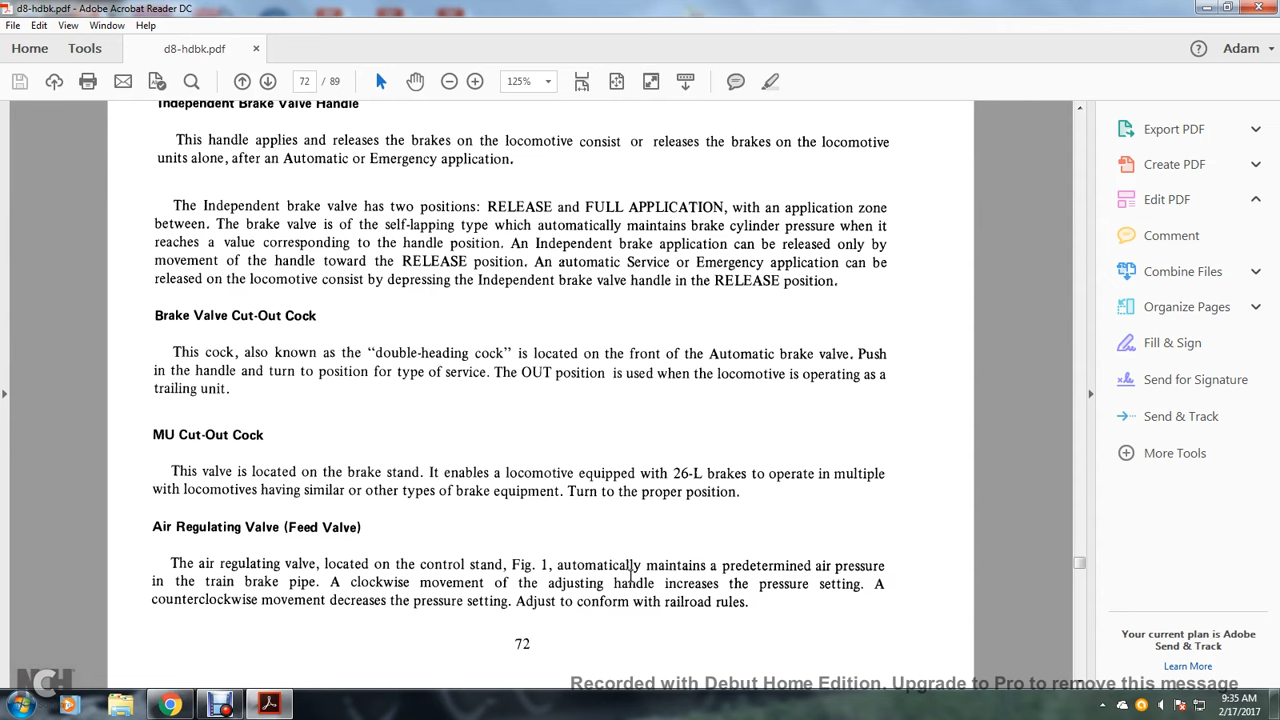 d8-hdbk.pdf - Adobe Acrobat Reader DC
File Edit View Window Help
Home Tools d8-hdbk.pdf × Adam
72 / 89 125%
Independent Brake Valve Handle
This handle applies and releases the brakes on the locomotive consist or releases the brakes on the locomotive
units alone, after an Automatic or Emergency application.
The Independent brake valve has two positions: RELEASE and FULL APPLICATION, with an application zone
between. The brake valve is of the self-lapping type which automatically maintains brake cylinder pressure when it
reaches a value corresponding to the handle position. An Independent brake application can be released only by
movement of the handle toward the RELEASE position. An automatic Service or Emergency application can be
released on the locomotive consist by depressing the Independent brake valve handle in the RELEASE position.
Brake Valve Cut-Out Cock
This cock, also known as the "double-heading cock" is located on the front of the Automatic brake valve. Push
in the handle and turn to position for type of service. The OUT position is used when the locomotive is operating as a
trailing unit.
MU Cut-Out Cock
This valve is located on the brake stand. It enables a locomotive equipped with 26-L brakes to operate in multiple
with locomotives having similar or other types of brake equipment. Turn to the proper position.
Air Regulating Valve (Feed Valve)
The air regulating valve, located on the control stand, Fig. 1, automatically maintains a predetermined air pressure
in the train brake pipe. A clockwise movement of the adjusting handle increases the pressure setting. A
counterclockwise movement decreases the pressure setting. Adjust to conform with railroad rules.
72
Export PDF
Create PDF
Edit PDF
Comment
Combine Files
Organize Pages
Fill & Sign
Send for Signature
Send & Track
More Tools
Your current plan is Adobe
Send & Track
Learn More
NCH
Recorded with Debut Home Edition. Upgrade to Pro to remove this message
9:35 AM
2/17/2017